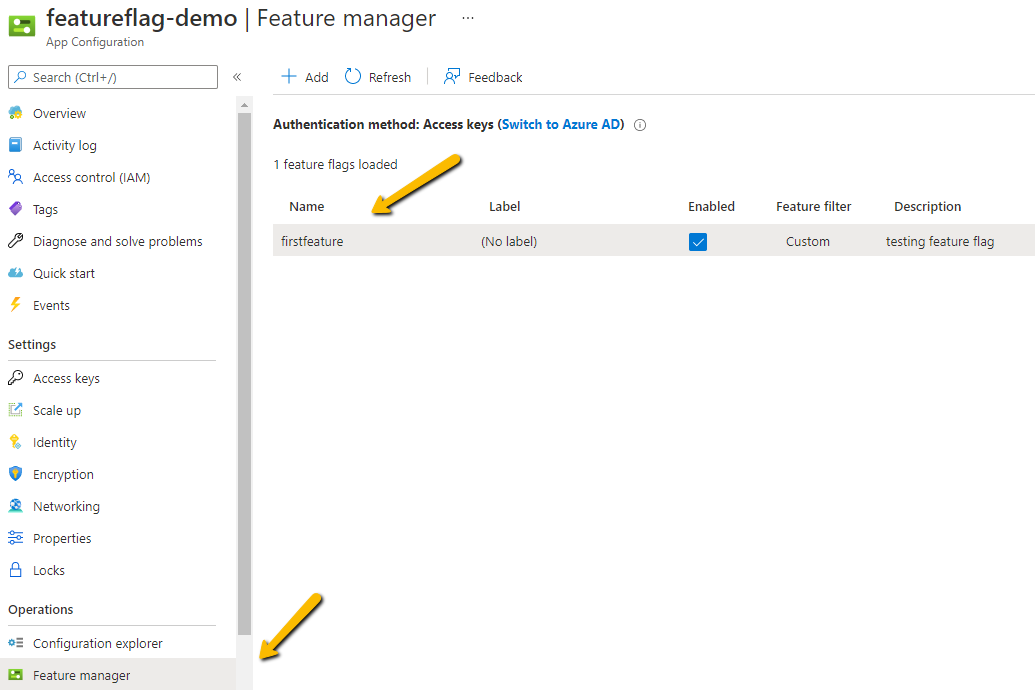 featureflag-demo | Feature manager ...
App Configuration
Search (Ctrl+/)
«
Add Refresh Feedback
Overview
Activity log
Access control (IAM)
Tags
Diagnose and solve problems
Quick start
Events
Settings
Access keys
Scale up
Identity
Encryption
Networking
Properties
Locks
Operations
Configuration explorer
Feature manager
Authentication method: Access keys (Switch to Azure AD)
1 feature flags loaded
Name Label Enabled Feature filter Description
firstfeature (No label) Custom testing feature flag